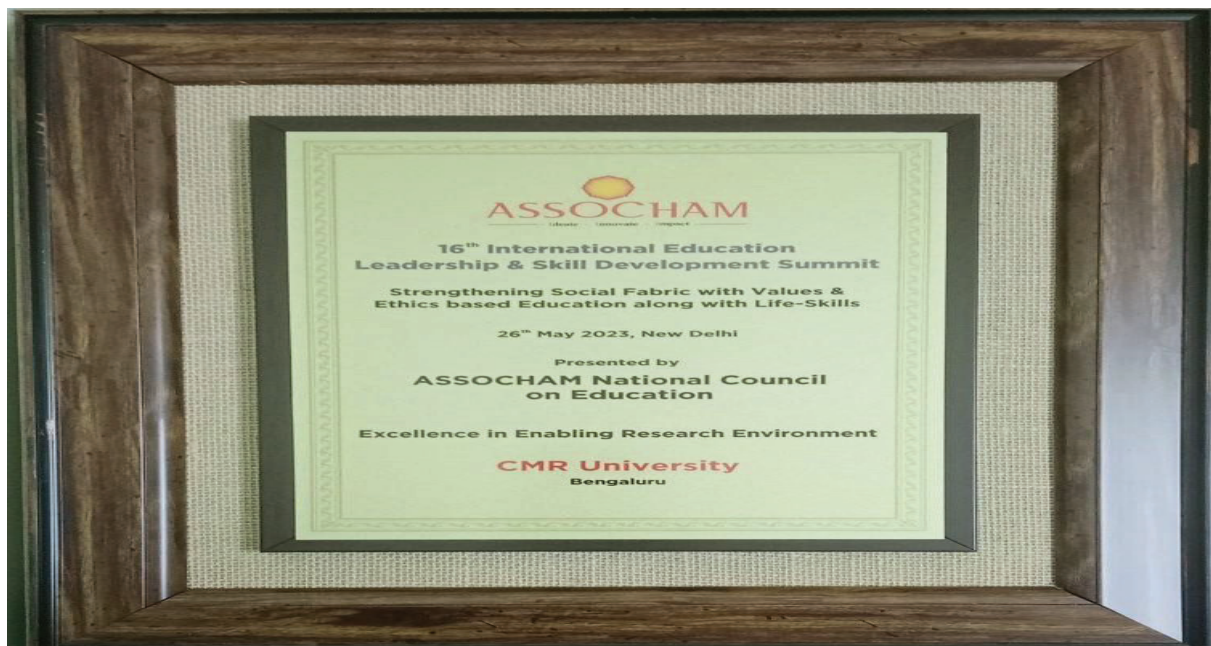 ASSOCHAM
Ideate Innovate Impact
16th International Education
Leadership & Skill Development Summit
Strengthening Social Fabric with Values &
Ethics based Education along with Life-Skills
26th May 2023, New Delhi
Presented by
ASSOCHAM National Council
on Education
Excellence in Enabling Research Environment
CMR University
Bengaluru